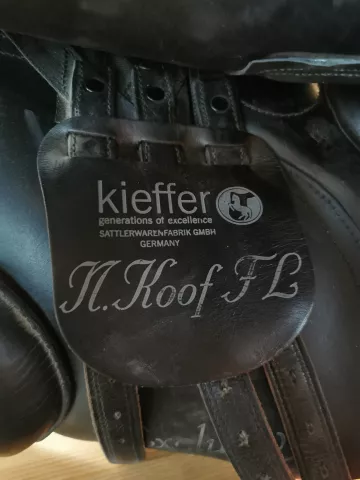 kieffer
generations of excellence
SATTLERWARENFABRIK GMBH
GERMANY
N. Koof FL